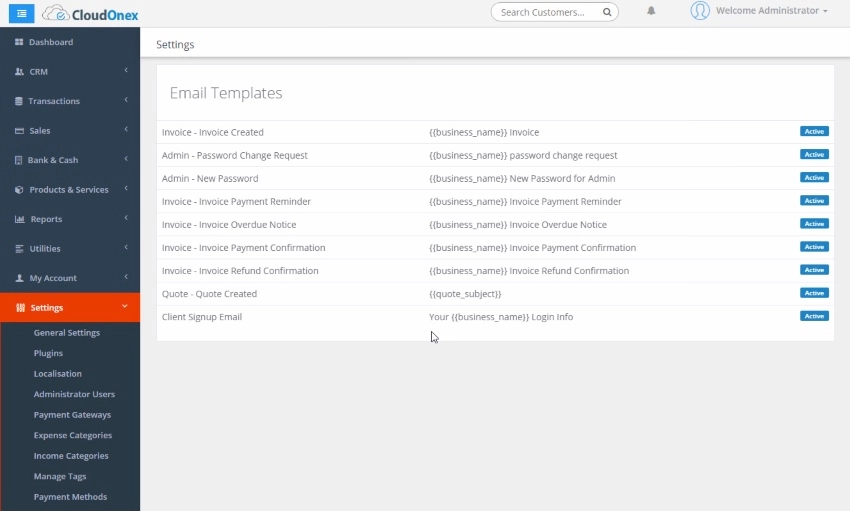 CloudOnex
Search Customers...
Welcome Administrator
Dashboard
CRM
Transactions
Sales
Bank & Cash
Products & Services
Reports
Utilities
My Account
Settings
General Settings
Plugins
Localisation
Administrator Users
Payment Gateways
Expense Categories
Income Categories
Manage Tags
Payment Methods
Settings
Email Templates
Invoice - Invoice Created {{business_name}} Invoice Active
Admin - Password Change Request {{business_name}} password change request Active
Admin - New Password {{business_name}} New Password for Admin Active
Invoice - Invoice Payment Reminder {{business_name}} Invoice Payment Reminder Active
Invoice - Invoice Overdue Notice {{business_name}} Invoice Overdue Notice Active
Invoice - Invoice Payment Confirmation {{business_name}} Invoice Payment Confirmation Active
Invoice - Invoice Refund Confirmation {{business_name}} Invoice Refund Confirmation Active
Quote - Quote Created {{quote_subject}} Active
Client Signup Email Your {{business_name}} Login Info Active